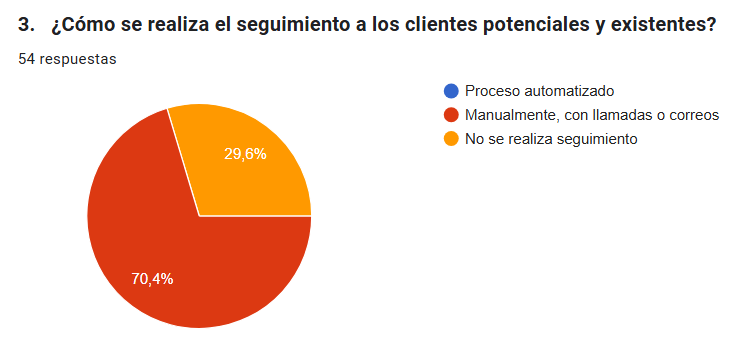 3. ¿Cómo se realiza el seguimiento a los clientes potenciales y existentes?
54 respuestas
Proceso automatizado
Manualmente, con llamadas o correos
No se realiza seguimiento
29,6%
70,4%